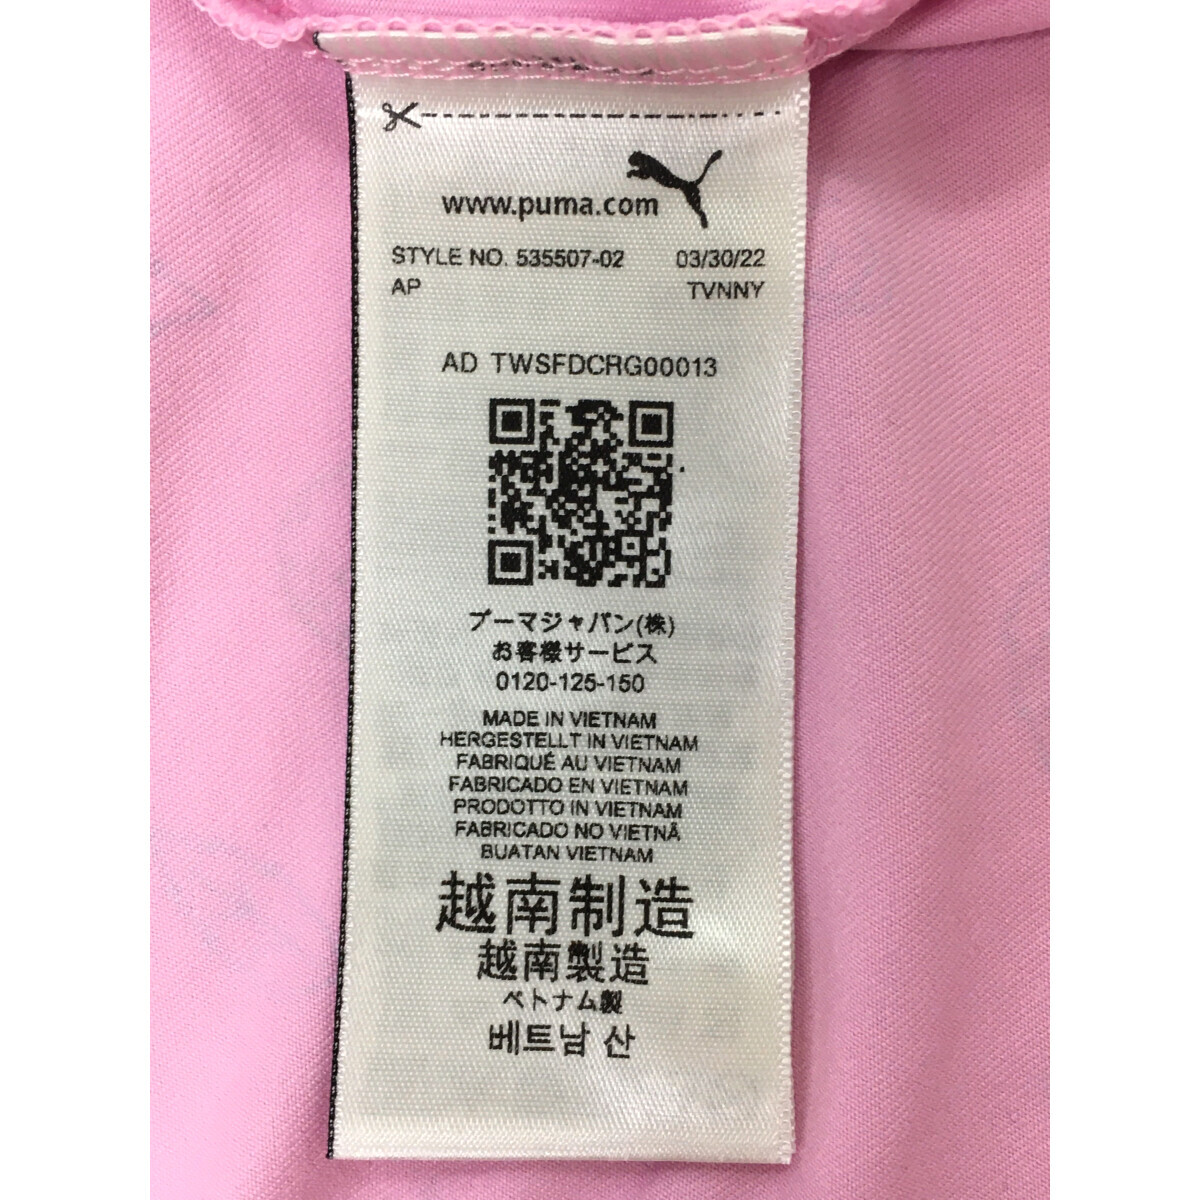 www.puma.com
STYLE NO. 535507-02 03/30/22
AP TVNNY
AD TWSFDCRG00013
プーマジャパン(株)
お客様サービス
0120-125-150
MADE IN VIETNAM
HERGESTELLT IN VIETNAM
FABRIQUÉ AU VIETNAM
FABRICADO EN VIETNAM
PRODOTTO IN VIETNAM
FABRICADO NO VIETNÃ
BUATAN VIETNAM
越南制造
越南製造
ベトナム製
베트남 산